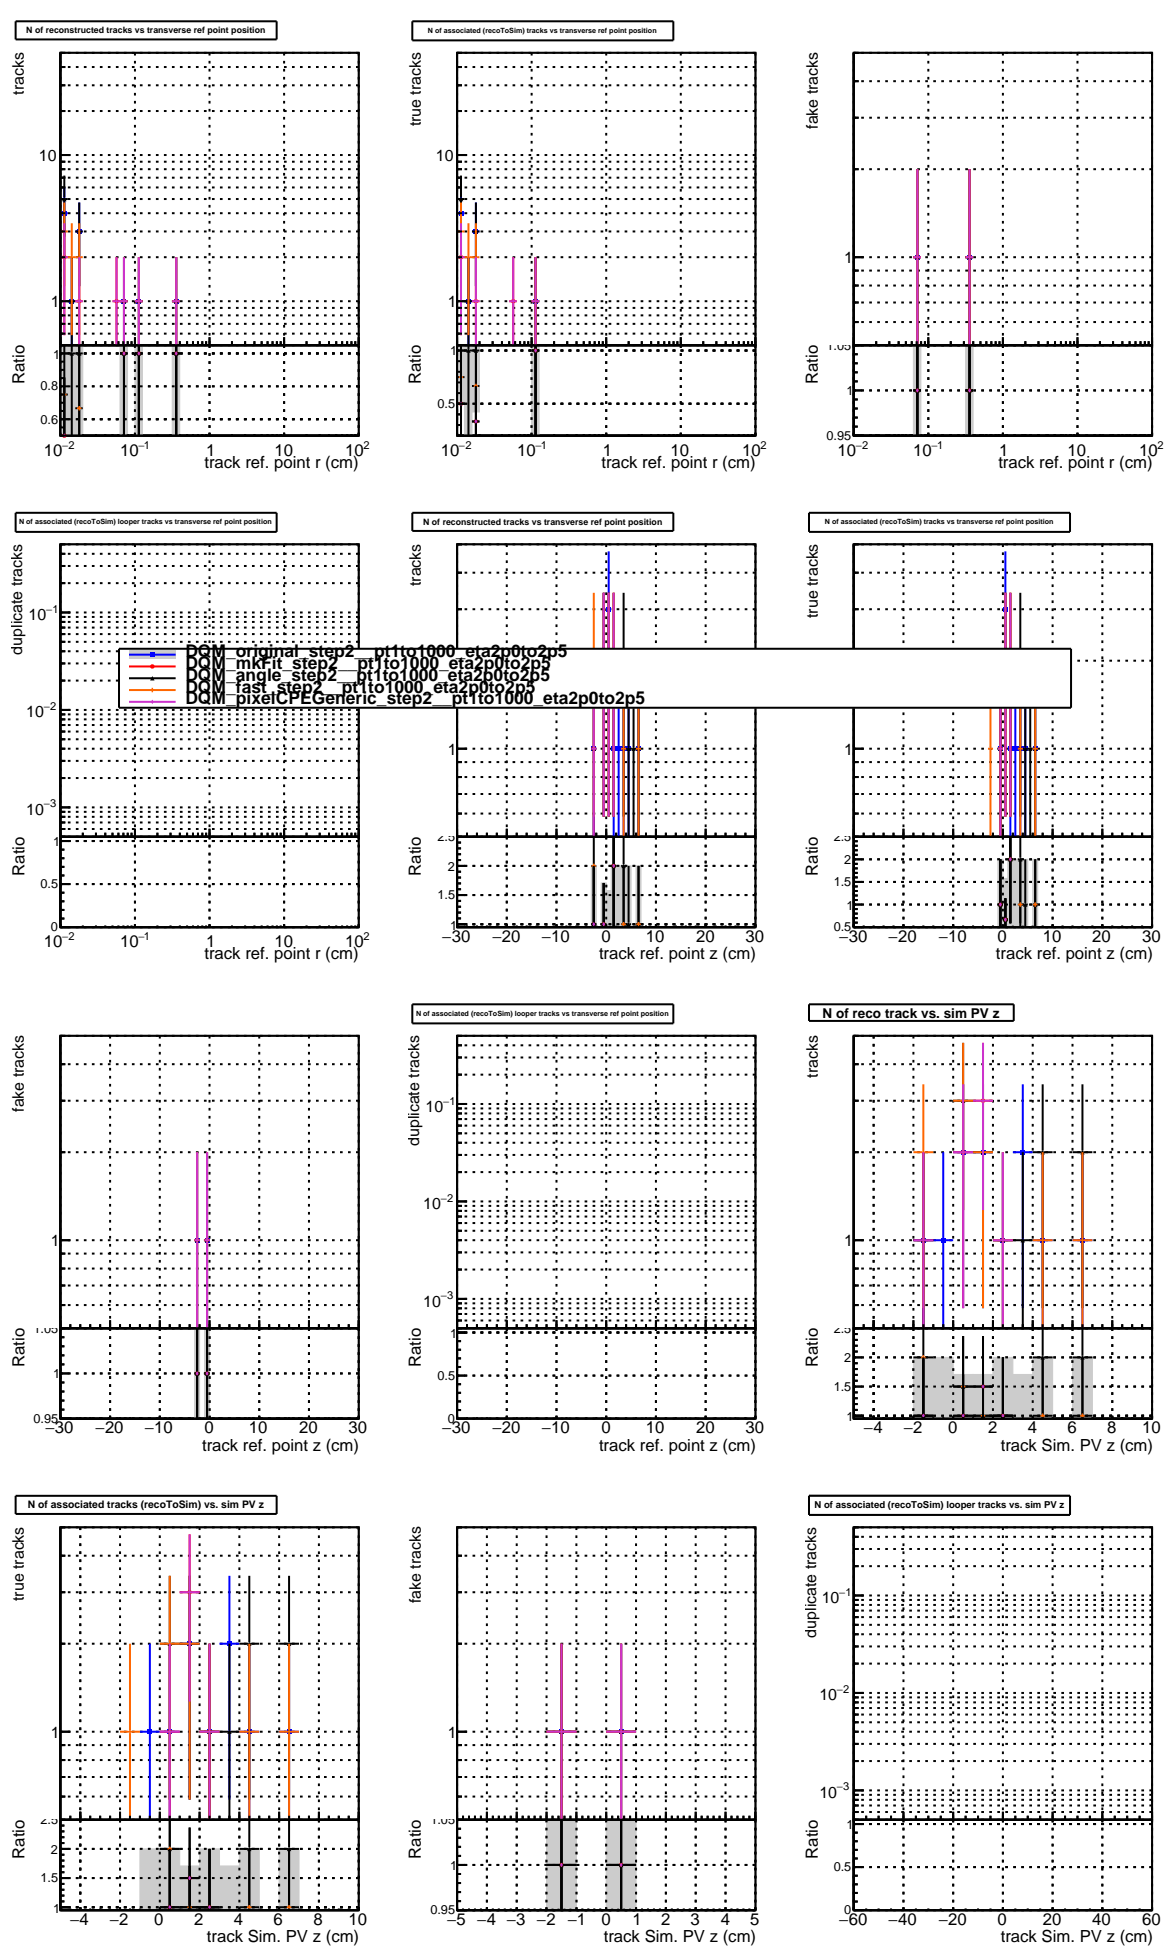 N of reconstructed tracks vs transverse ref point position
tracks
10
1
Ratio
1
0.8
0.6
10−2 10−1 1 10 102
track ref. point r (cm)
N of associated (recoToSim) tracks vs transverse ref point position
true tracks
10
1
Ratio
1
0.5
10−2 10−1 1 10 102
track ref. point r (cm)
fake tracks
1
Ratio
1.05
1
0.95
10−2 10−1 1 10 102
track ref. point r (cm)
N of associated (recoToSim) looper tracks vs transverse ref point position
duplicate tracks
10−1
10−2
10−3
Ratio
1
0.5
0
10−2 10−1 1 10 102
track ref. point r (cm)
N of reconstructed tracks vs transverse ref point position
tracks
1
Ratio
2.5
2
1.5
1
−30 −20 −10 0 10 20 30
track ref. point z (cm)
N of associated (recoToSim) tracks vs transverse ref point position
true tracks
1
Ratio
2.5
2
1.5
1
0.5
−30 −20 −10 0 10 20 30
track ref. point z (cm)
DQM_original_step2__pt1to1000_eta2p0to2p5
DQM_mkFit_step2__pt1to1000_eta2p0to2p5
DQM_angle_step2__pt1to1000_eta2p0to2p5
DQM_fast_step2__pt1to1000_eta2p0to2p5
DQM_pixelCPEGeneric_step2__pt1to1000_eta2p0to2p5
fake tracks
1
Ratio
1.05
1
0.95
−30 −20 −10 0 10 20 30
track ref. point z (cm)
N of associated (recoToSim) looper tracks vs transverse ref point position
duplicate tracks
10−1
10−2
10−3
Ratio
1
0.5
0
−30 −20 −10 0 10 20 30
track ref. point z (cm)
N of reco track vs. sim PV z
tracks
1
Ratio
2.5
2
1.5
1
−4 −2 0 2 4 6 8 10
track Sim. PV z (cm)
N of associated tracks (recoToSim) vs. sim PV z
true tracks
1
Ratio
2.5
2
1.5
1
−4 −2 0 2 4 6 8 10
track Sim. PV z (cm)
fake tracks
1
Ratio
1.05
1
0.95
−5 −4 −3 −2 −1 0 1 2 3 4 5
track Sim. PV z (cm)
N of associated (recoToSim) looper tracks vs. sim PV z
duplicate tracks
10−1
10−2
10−3
Ratio
1
0.5
0
−60 −40 −20 0 20 40 60
track Sim. PV z (cm)